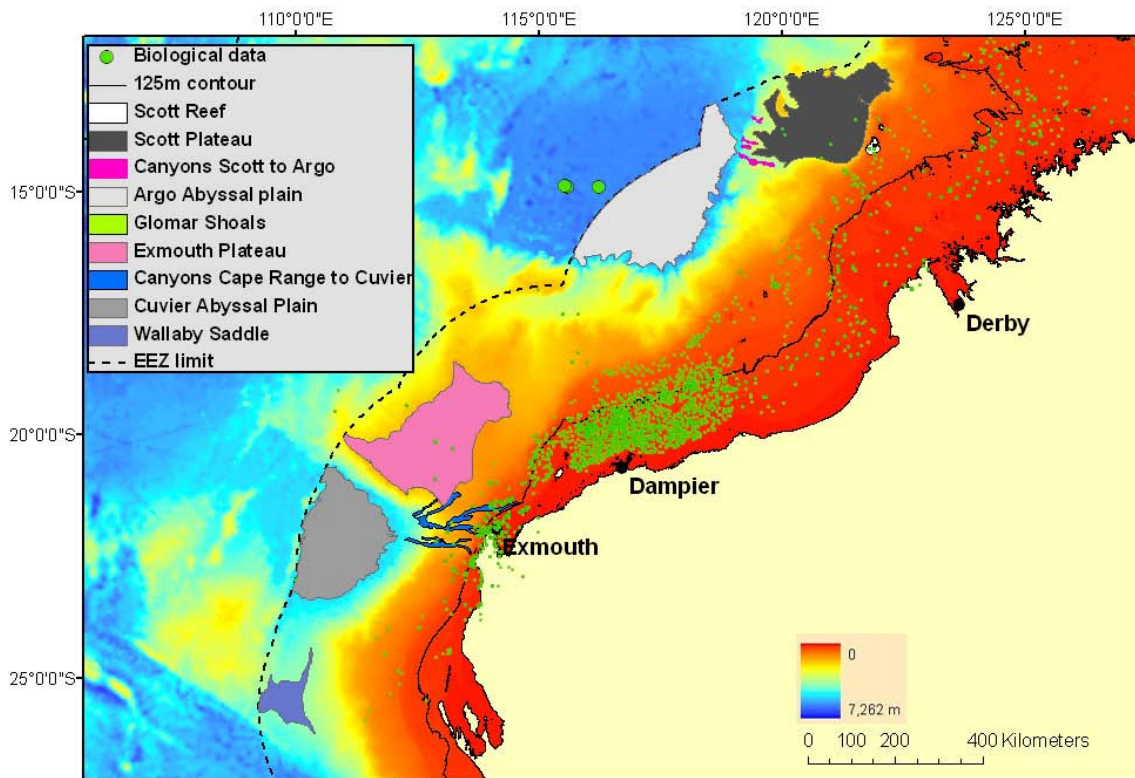 110°0'0"E 115°0'0"E 120°0'0"E 125°0'0"E
Biological data
125m contour
Scott Reef
Scott Plateau
Canyons Scott to Argo
Argo Abyssal plain
Glomar Shoals
Exmouth Plateau
Canyons Cape Range to Cuvier
Cuvier Abyssal Plain
Wallaby Saddle
EEZ limit
15°0'0"S
20°0'0"S
25°0'0"S
Derby
Dampier
Exmouth
0
7,262 m
0 100 200 400 Kilometers